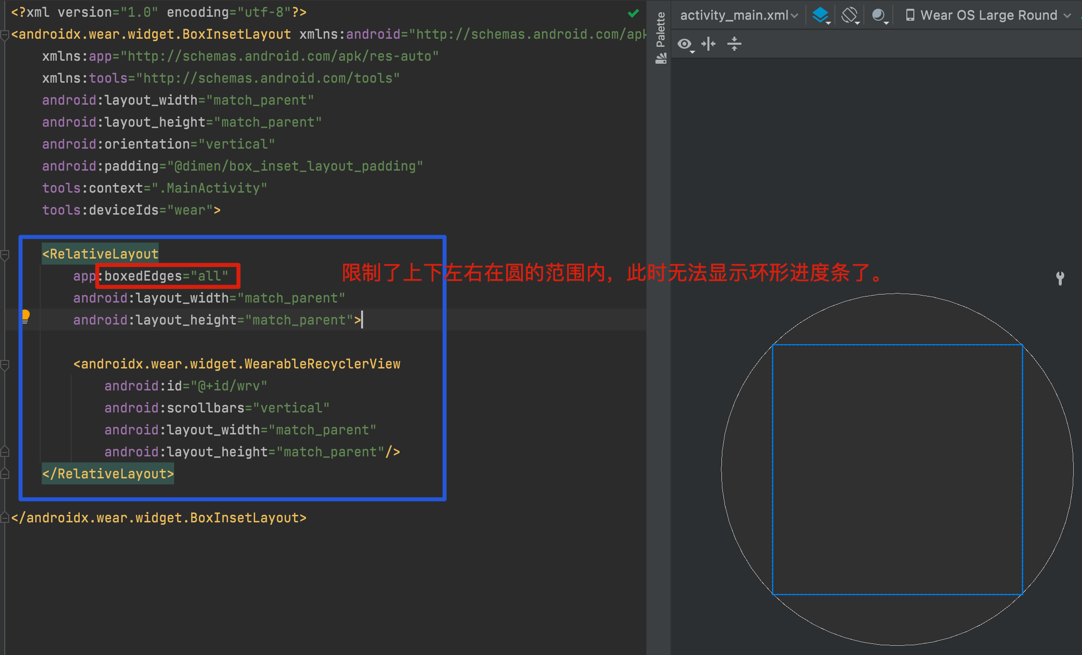 <?xml version="1.0" encoding="utf-8"?>
<androidx.wear.widget.BoxInsetLayout xmlns:android="http://schemas.android.com/apk
xmlns:app="http://schemas.android.com/apk/res-auto"
xmlns:tools="http://schemas.android.com/tools"
android:layout_width="match_parent"
android:layout_height="match_parent"
android:orientation="vertical"
android:padding="@dimen/box_inset_layout_padding"
tools:context=".MainActivity"
tools:deviceIds="wear">
<RelativeLayout
app:boxedEdges="all"
限制了上下左右在圆的范围内，此时无法显示环形进度条了。
android:layout_width="match_parent"
android:layout_height="match_parent">
<androidx.wear.widget.WearableRecyclerView
android:id="@+id/wrv"
android:scrollbars="vertical"
android:layout_width="match_parent"
android:layout_height="match_parent"/>
</RelativeLayout>
</androidx.wear.widget.BoxInsetLayout>
Palette
activity_main.xml
Wear OS Large Round